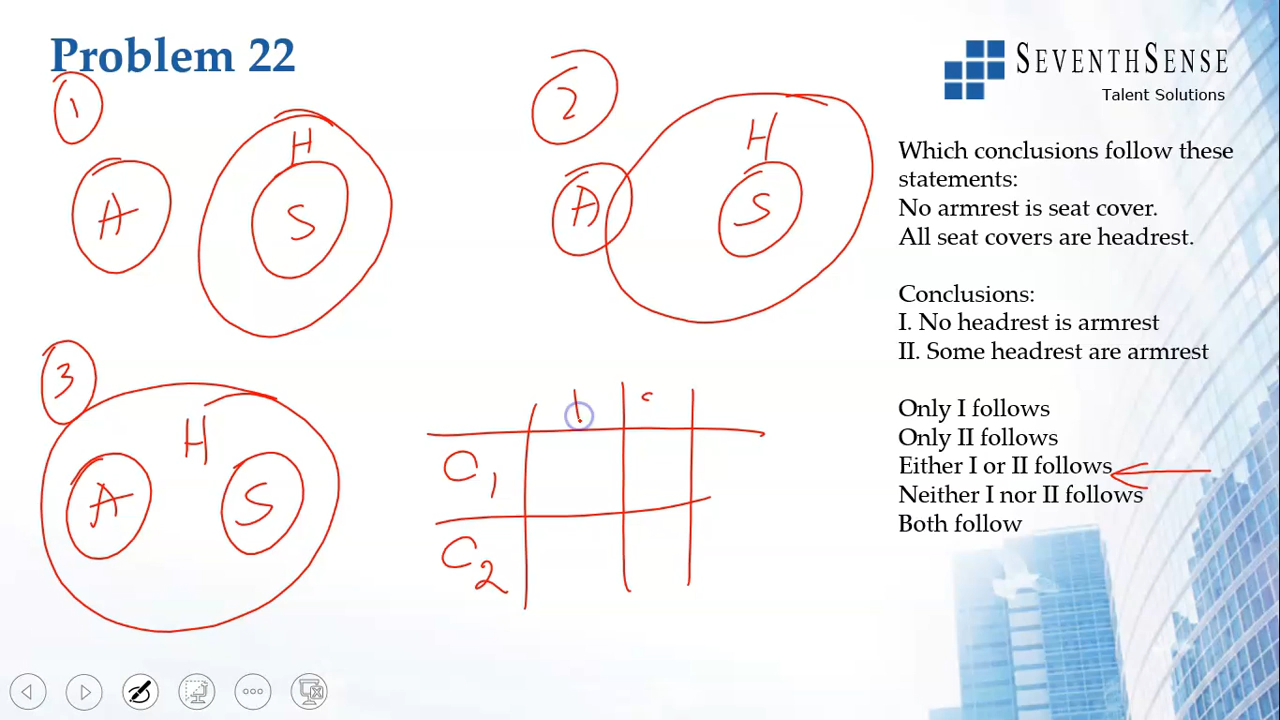 Problem 22
SEVENTHSENSE
Talent Solutions
1
A
H
S
2
A
H
S
3
A
H
S
1
C1
C2
Which conclusions follow these
statements:
No armrest is seat cover.
All seat covers are headrest.
Conclusions:
I. No headrest is armrest
II. Some headrest are armrest
Only I follows
Only II follows
Either I or II follows
Neither I nor II follows
Both follow